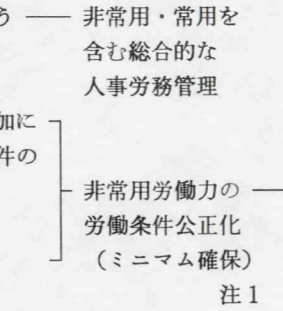 う 非常用・常用を
含む総合的な
人事労務管理
加に
件の
非常用労働力の
労働条件公正化
(ミニマム確保)
注1